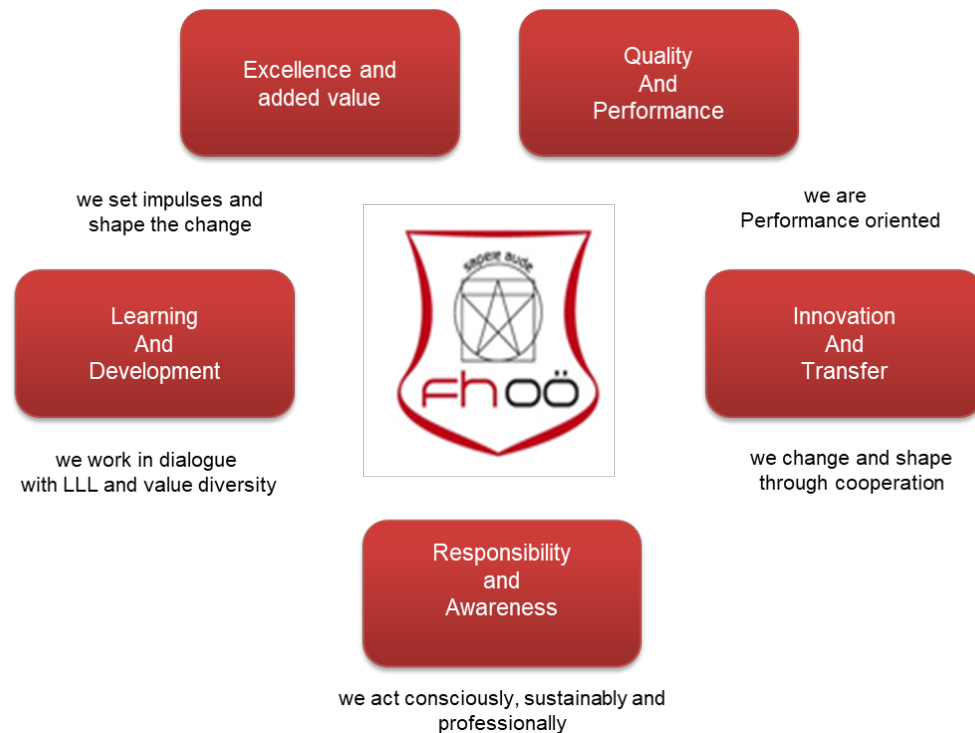 Excellence and
added value
Quality
And
Performance
we set impulses and
shape the change
we are
Performance oriented
sapere aude
fhoö
Learning
And
Development
Innovation
And
Transfer
we work in dialogue
with LLL and value diversity
we change and shape
through cooperation
Responsibility
and
Awareness
we act consciously, sustainably and
professionally